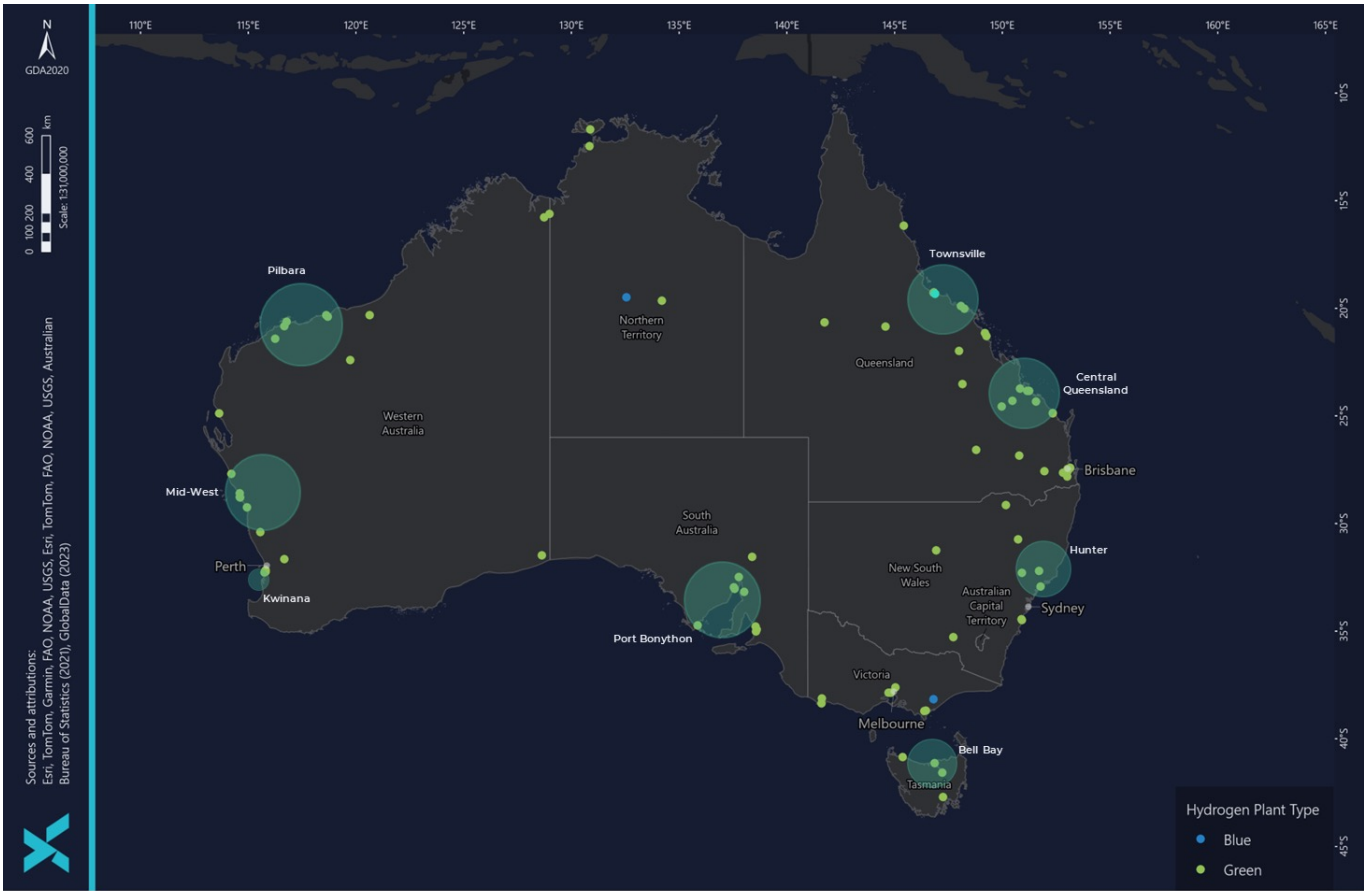 110°E
115°E
120°E
125°E
130°E
135°E
140°E
145°E
150°E
155°E
160°E
165°E
N
GDA2020
0 100 200 400 600 km
Scale: 1:31,000,000
Sources and attributions:
Esri, TomTom, Garmin, FAO, NOAA, USGS, Esri, TomTom, FAO, NOAA, USGS, Australian
Bureau of Statistics (2021), GlobalData (2023)
10°S
15°S
20°S
25°S
30°S
35°S
40°S
45°S
Pilbara
Townsville
Northern
Territory
Queensland
Central
Queensland
Western
Australia
Mid-West
Brisbane
South
Australia
Perth
Kwinana
New South
Wales
Hunter
Australian
Capital
Territory
Sydney
Port Bonython
Victoria
Melbourne
Bell Bay
Tasmania
Hydrogen Plant Type
Blue
Green